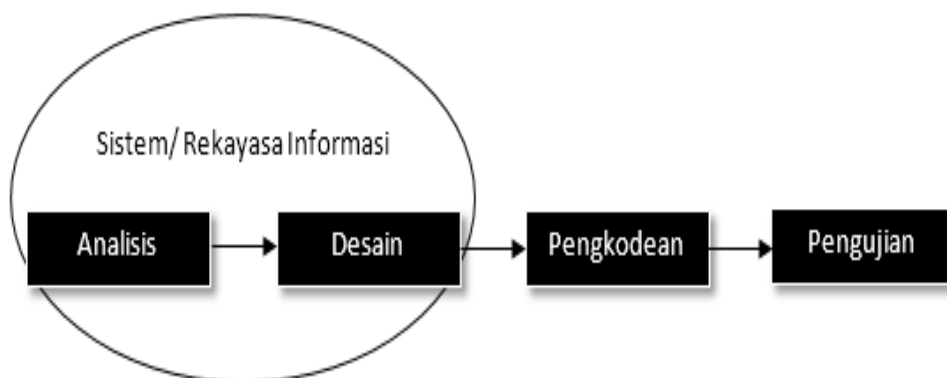 Sistem/ Rekayasa Informasi
Analisis
Desain
Pengkodean
Pengujian